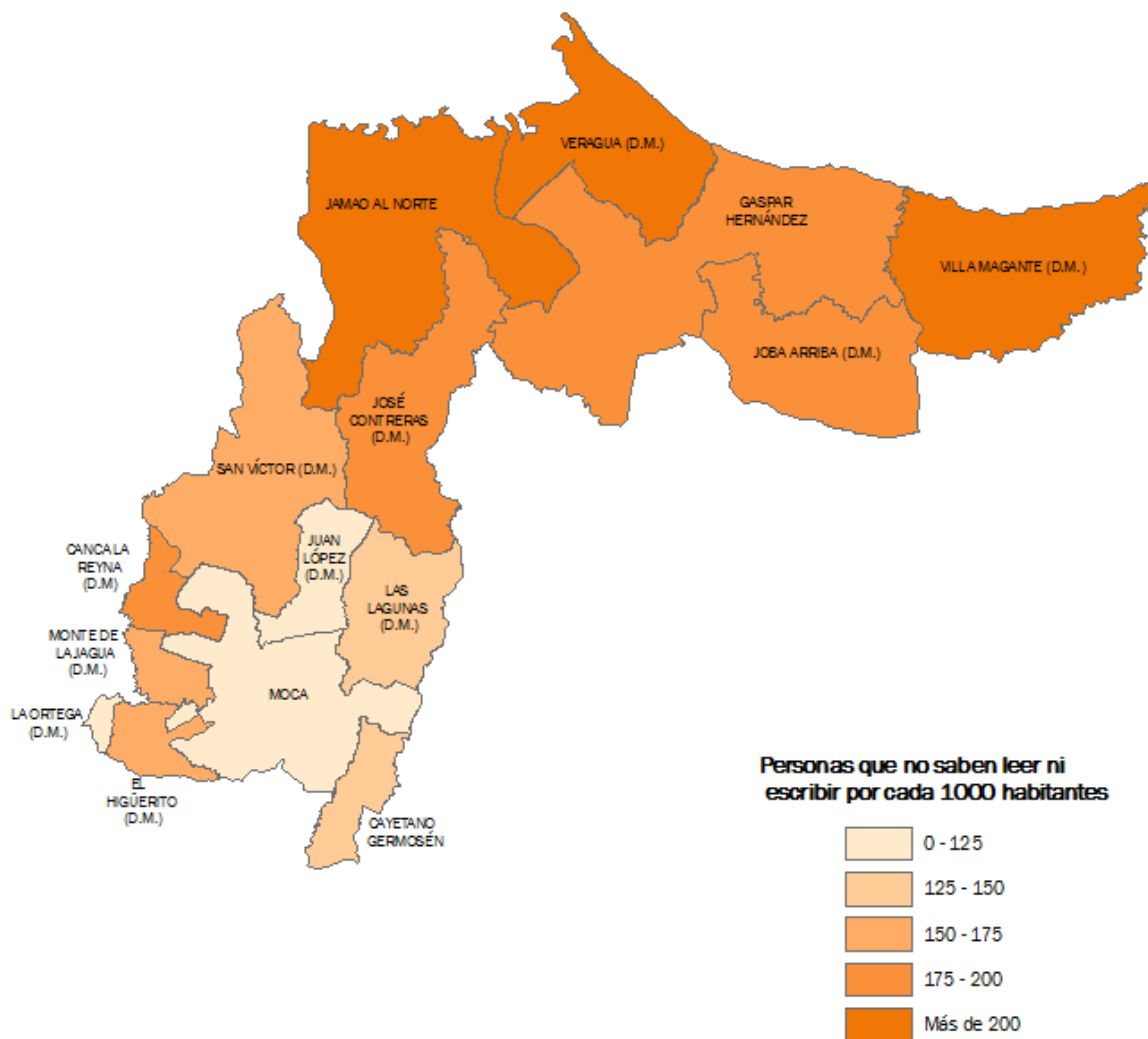 VERAGUA (D.M.)
JAMAO AL NORTE
GASPAR
HERNÁNDEZ
VILLA MAGANTE (D.M.)
JOBA ARRIBA (D.M.)
JOSÉ
CONTRERAS
(D.M.)
SAN VÍCTOR (D.M.)
JUAN
LÓPEZ
(D.M.)
CANCA LA
REYNA
(D.M)
LAS
LAGUNAS
(D.M.)
MONTE DE
LA JAGUA
(D.M.)
MOCA
LA ORTEGA
(D.M.)
EL
HIGÜERITO
(D.M.)
CAYETANO
GERMOSÉN
Personas que no saben leer ni
escribir por cada 1000 habitantes
0 - 125
125 - 150
150 - 175
175 - 200
Más de 200